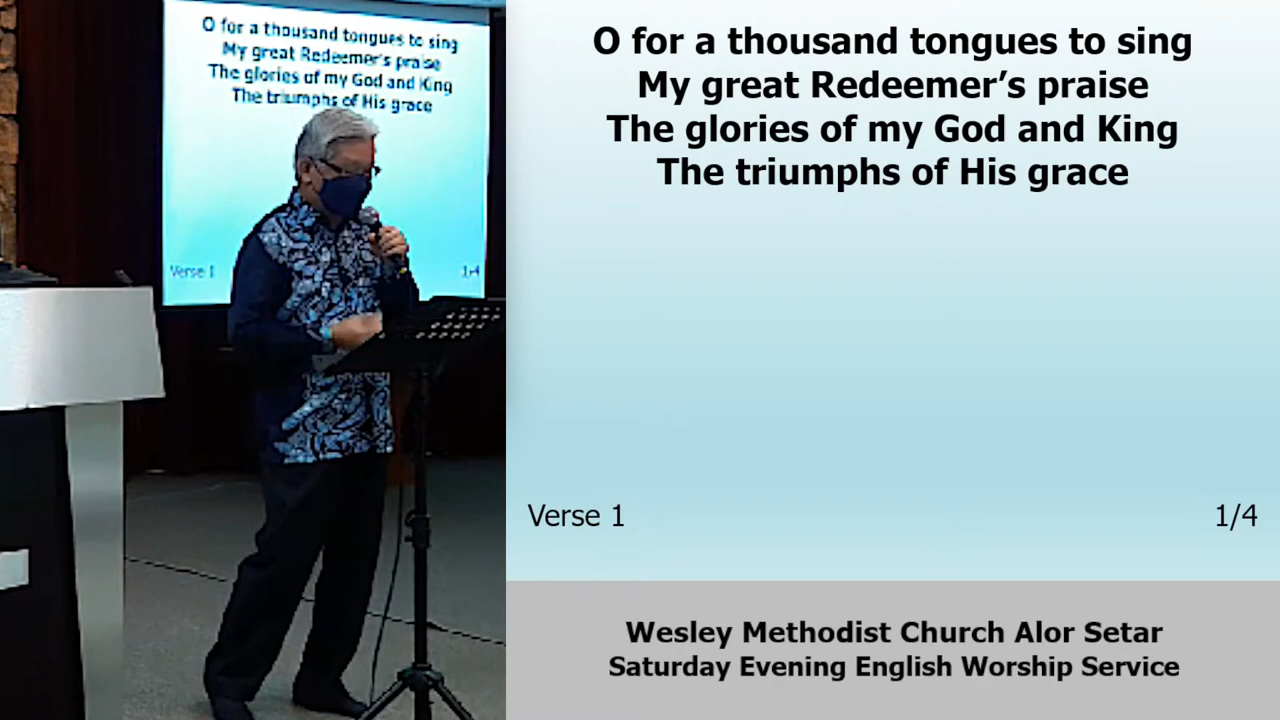 O for a thousand tongues to sing
My great Redeemer's praise
The glories of my God and King
The triumphs of His grace
Verse 1
1/4
O for a thousand tongues to sing
My great Redeemer’s praise
The glories of my God and King
The triumphs of His grace
Verse 1
1/4
Wesley Methodist Church Alor Setar
Saturday Evening English Worship Service